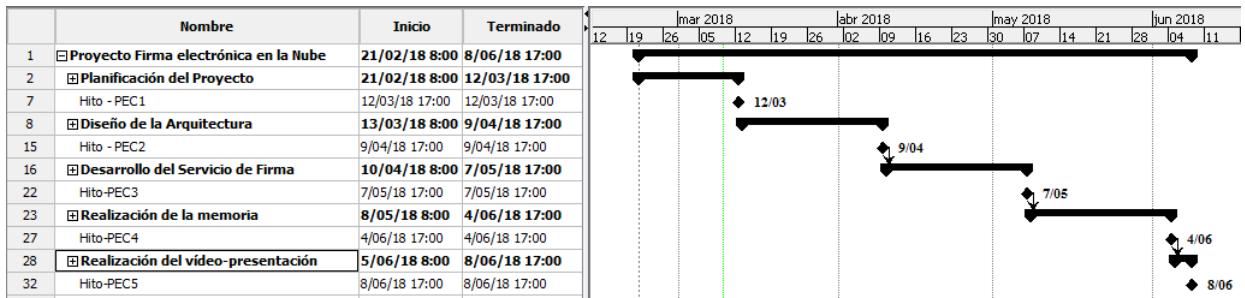 Nombre Inicio Terminado
mar 2018 abr 2018 may 2018 jun 2018
12 19 26 05 12 19 26 02 09 16 23 30 07 14 21 28 04 11
1 Proyecto Firma electrónica en la Nube 21/02/18 8:00 8/06/18 17:00
2 Planificación del Proyecto 21/02/18 8:00 12/03/18 17:00
7 Hito - PEC1 12/03/18 17:00 12/03/18 17:00 12/03
8 Diseño de la Arquitectura 13/03/18 8:00 9/04/18 17:00
15 Hito - PEC2 9/04/18 17:00 9/04/18 17:00 9/04
16 Desarrollo del Servicio de Firma 10/04/18 8:00 7/05/18 17:00
22 Hito-PEC3 7/05/18 17:00 7/05/18 17:00 7/05
23 Realización de la memoria 8/05/18 8:00 4/06/18 17:00
27 Hito-PEC4 4/06/18 17:00 4/06/18 17:00 4/06
28 Realización del vídeo-presentación 5/06/18 8:00 8/06/18 17:00
32 Hito-PEC5 8/06/18 17:00 8/06/18 17:00 8/06